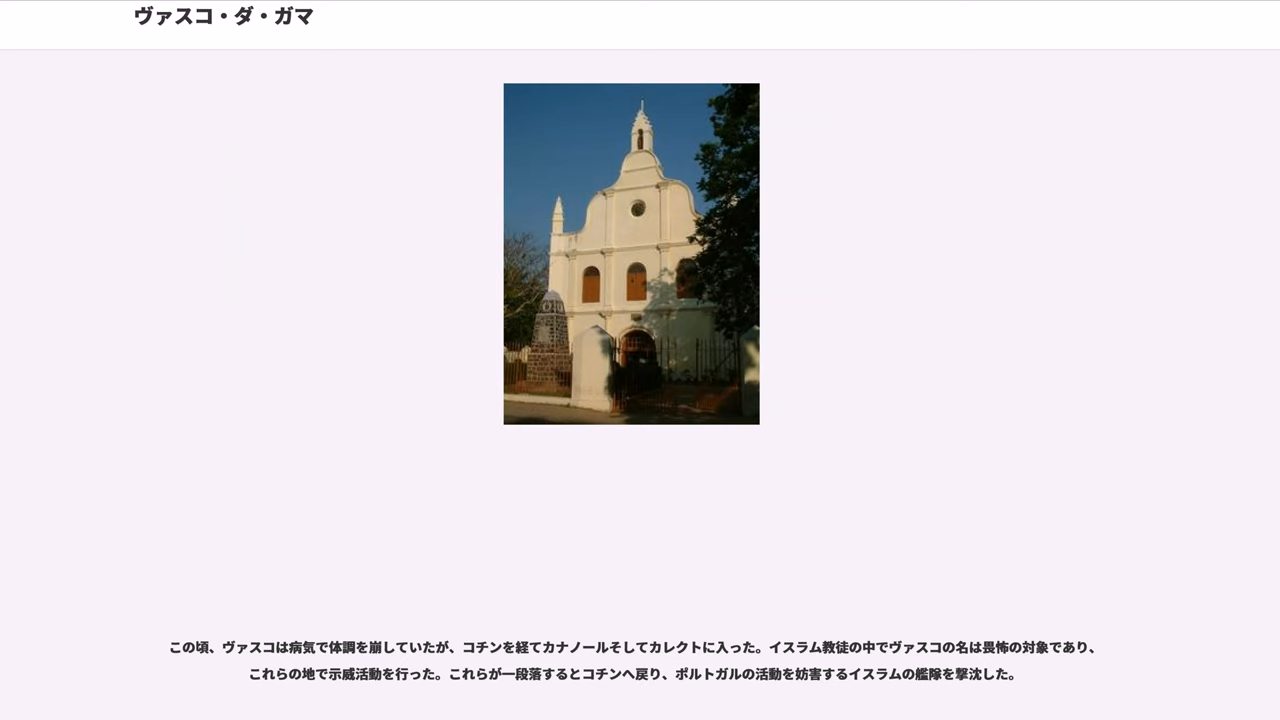 ヴァスコ・ダ・ガマ
この頃、ヴァスコは病気で体調を崩していたが、コチンを経てカナノールそしてカレクトに入った。イスラム教徒の中でヴァスコの名は畏怖の対象であり、
これらの地で示威活動を行った。これらが一段落するとコチンへ戻り、ポルトガルの活動を妨害するイスラムの艦隊を撃沈した。